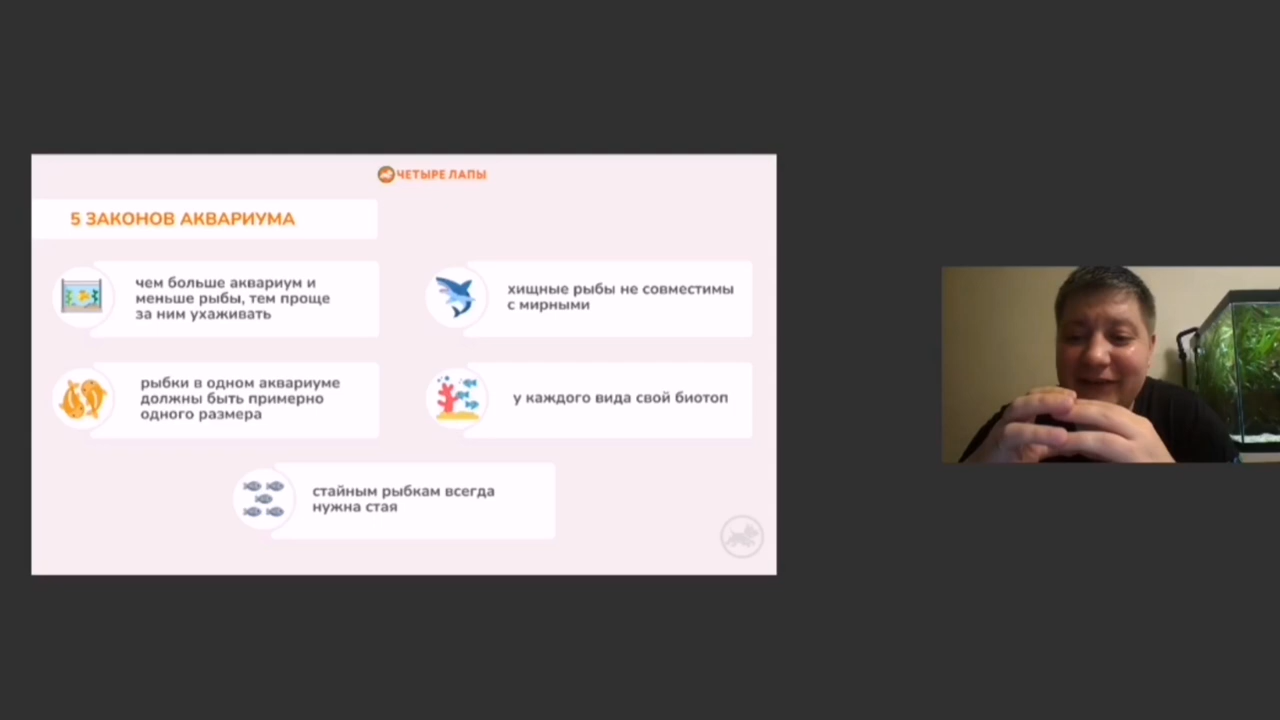 ЧЕТЫРЕ ЛАПЫ
5 ЗАКОНОВ АКВАРИУМА
чем больше аквариум и
меньше рыбы, тем проще
за ним ухаживать
хищные рыбы не совместимы
с мирными
рыбки в одном аквариуме
должны быть примерно
одного размера
у каждого вида свой биотоп
стайным рыбкам всегда
нужна стая